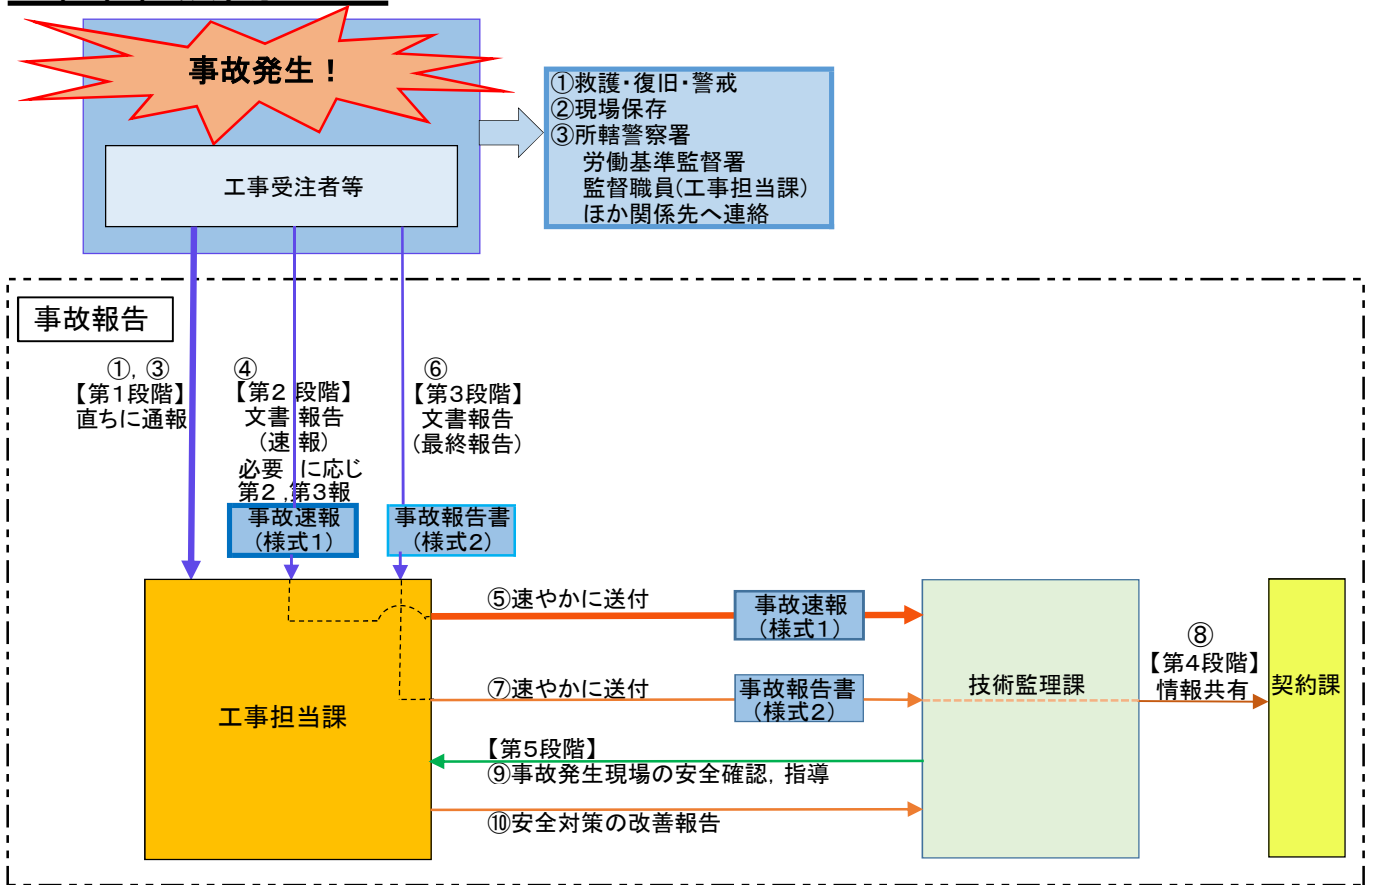 事故発生！
工事受注者等
①救護・復旧・警戒
②現場保存
③所轄警察署
労働基準監督署
監督職員(工事担当課)
ほか関係先へ連絡
事故報告
①，③
【第１段階】
直ちに通報
④
【第２段階】
文書報告
(速報)
必要に応じ
第２,第３報
事故速報
(様式１)
⑥
【第３段階】
文書報告
(最終報告)
事故報告書
(様式２)
工事担当課
⑤速やかに送付
事故速報
(様式１)
⑦速やかに送付
事故報告書
(様式２)
【第５段階】
⑨事故発生現場の安全確認，指導
⑩安全対策の改善報告
技術監理課
⑧
【第４段階】
情報共有
契約課